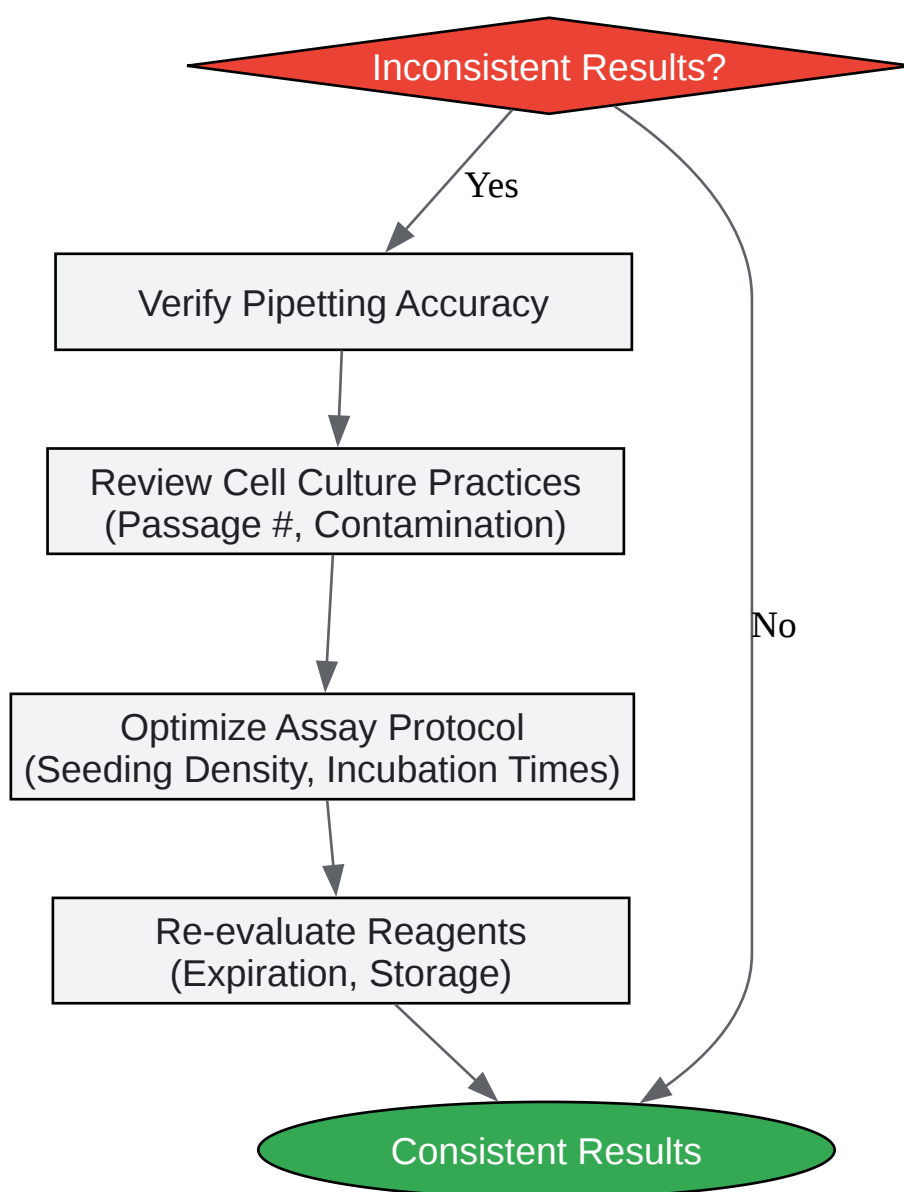 Inconsistent Results?
Yes
Verify Pipetting Accuracy
Review Cell Culture Practices
(Passage #, Contamination)
No
Optimize Assay Protocol
(Seeding Density, Incubation Times)
Re-evaluate Reagents
(Expiration, Storage)
Consistent Results